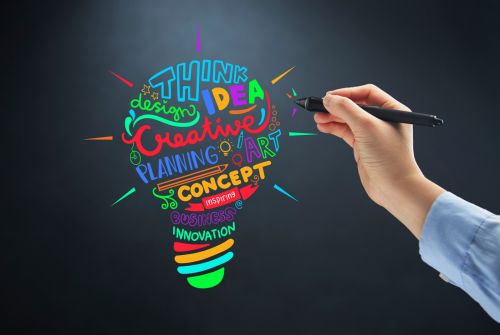 THINK
design IDEA
Creative
PLANNING ART
CONCEPT
inspiring
BUSINESS
INNOVATION